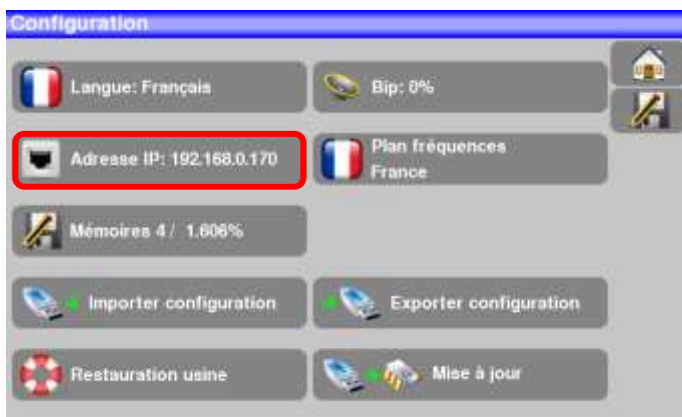 Configuration
Langue: Français
Bip: 0%
Adresse IP: 192.168.0.170
Plan fréquences
France
Mémoires 4 / 1.606%
Importer configuration
Exporter configuration
Restauration usine
Mise à jour